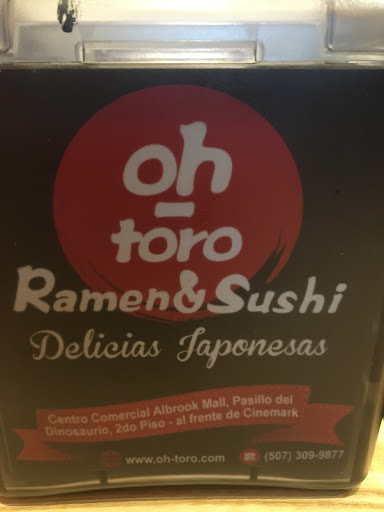 oh
-
toro
Ramen&Sushi
Delicias Japonesas
Centro Comercial Albrook Mall, Pasillo del
Dinosaurio, 2do Piso - al frente de Cinemark
www.oh-toro.com (507) 309-9877